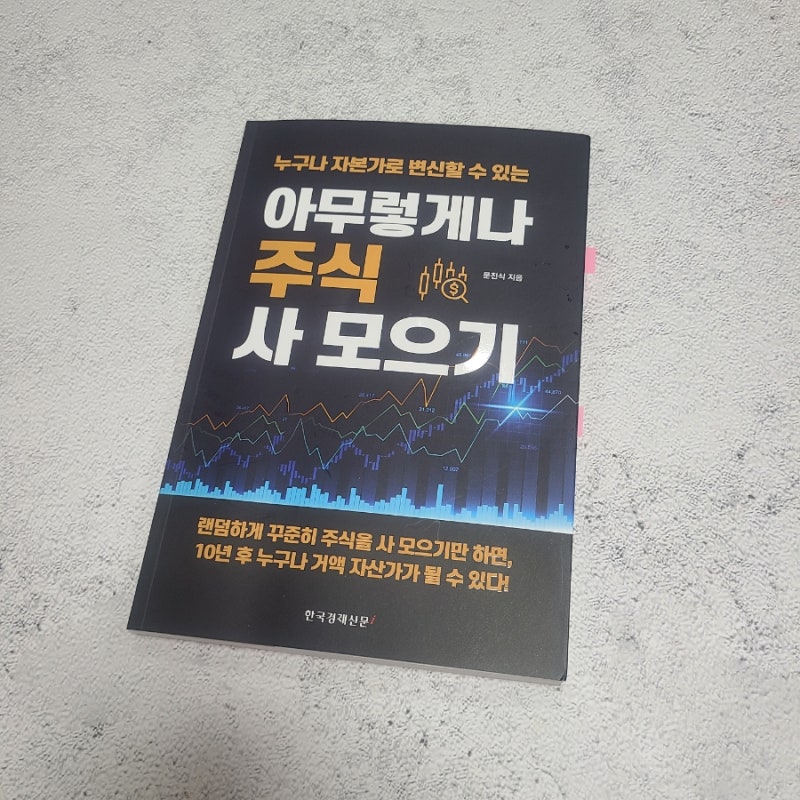 누구나 자본가로 변신할 수 있는
아무렇게나
주식
문진식 지음
사 모으기
랜덤하게 꾸준히 주식을 사 모으기만 하면,
10년 후 누구나 거액 자산가가 될 수 있다!
한국경제신문i